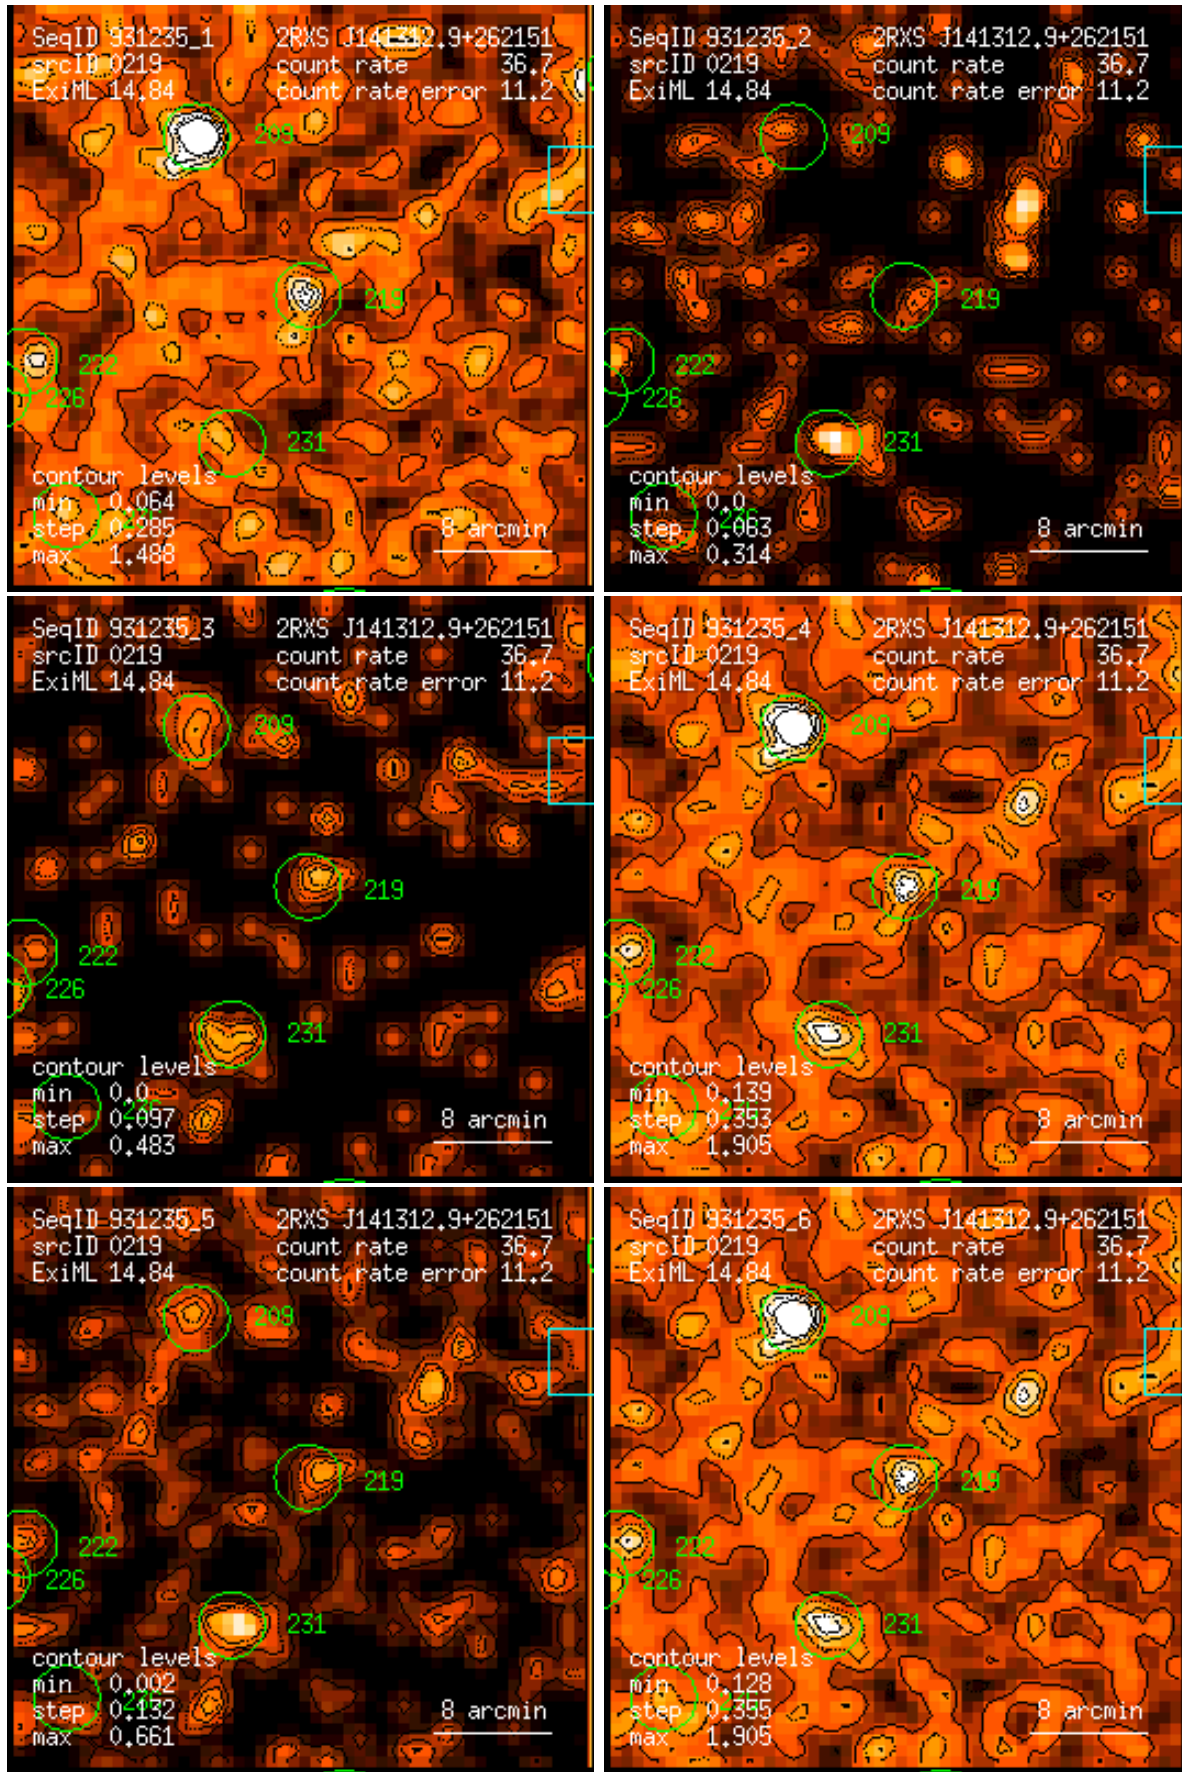 SeqID 931235_1 2RXS J141312.9+262151
srcID 0219 count rate 36.7
ExiML 14.84 count rate error 11.2
209
219
222
226
231
contour levels
min 0.064
step 0.285
max 1.488
8 arcmin
SeqID 931235_2 2RXS J141312.9+262151
srcID 0219 count rate 36.7
ExiML 14.84 count rate error 11.2
209
219
222
226
231
contour levels
min 0.0
step 0.063
max 0.314
8 arcmin
SeqID 931235_3 2RXS J141312.9+262151
srcID 0219 count rate 36.7
ExiML 14.84 count rate error 11.2
209
219
222
226
231
contour levels
min 0.0
step 0.097
max 0.483
8 arcmin
SeqID 931235_4 2RXS J141312.9+262151
srcID 0219 count rate 36.7
ExiML 14.84 count rate error 11.2
209
219
222
226
231
contour levels
min 0.139
step 0.353
max 1.905
8 arcmin
SeqID 931235_5 2RXS J141312.9+262151
srcID 0219 count rate 36.7
ExiML 14.84 count rate error 11.2
209
219
222
226
231
contour levels
min 0.002
step 0.132
max 0.661
8 arcmin
SeqID 931235_6 2RXS J141312.9+262151
srcID 0219 count rate 36.7
ExiML 14.84 count rate error 11.2
209
219
222
226
231
contour levels
min 0.128
step 0.355
max 1.905
8 arcmin